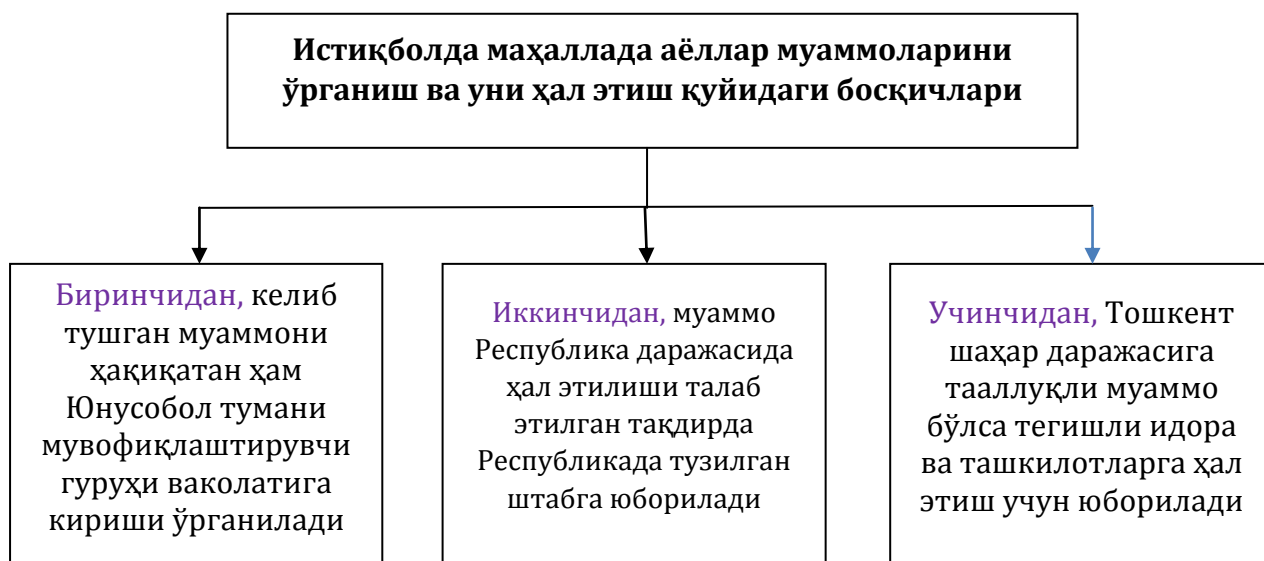 Истиқболда маҳаллада аёллар муаммоларини
ўрганиш ва уни ҳал этиш қуйидаги босқичлари
Биринчидан, келиб
тушган муаммони
ҳақиқатан ҳам
Юнусобол тумани
мувофиқлаштирувчи
гуруҳи ваколатига
кириши ўрганилади
Иккинчидан, муаммо
Республика даражасида
ҳал этилиши талаб
этилган тақдирда
Республикада тузилган
штабга юборилади
Учинчидан, Тошкент
шаҳар даражасига
тааллуқли муаммо
бўлса тегишли идора
ва ташкилотларга ҳал
этиш учун юборилади